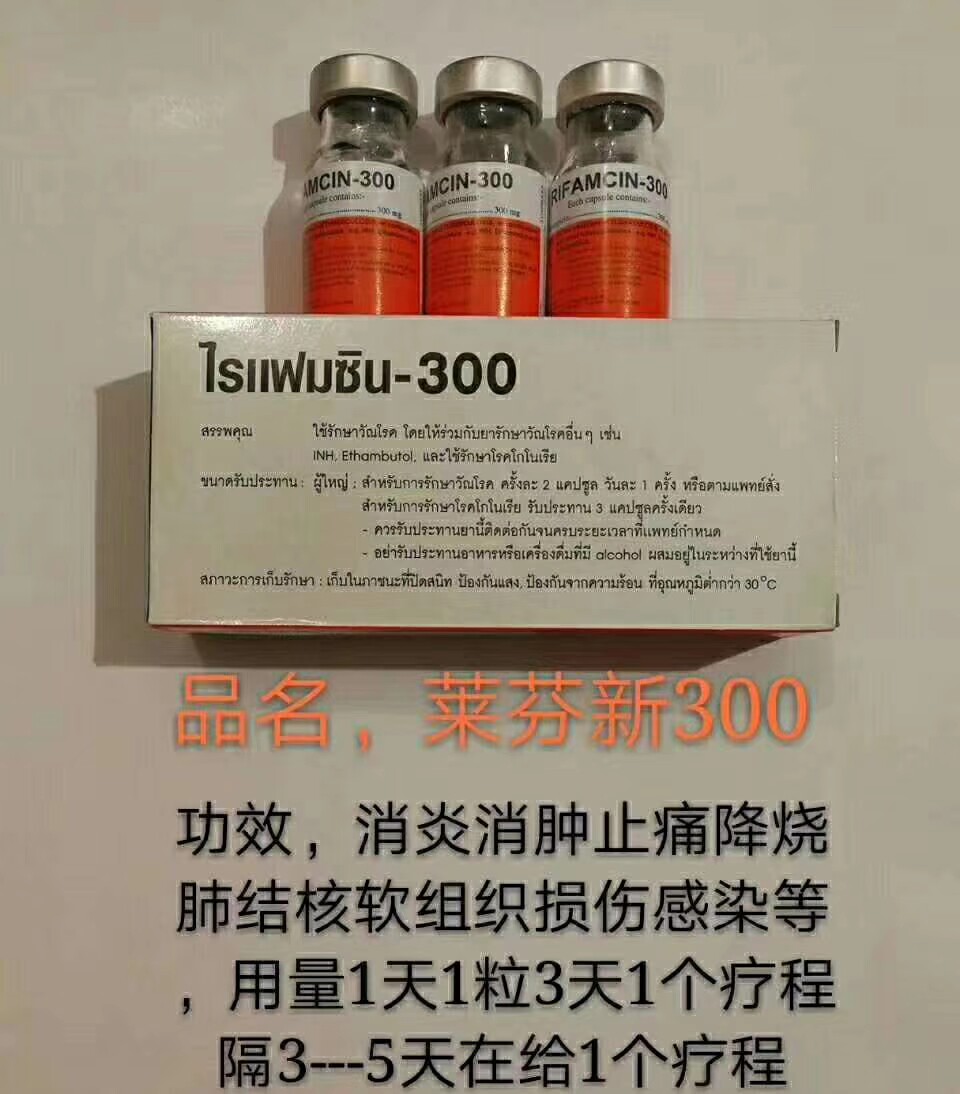 AMCIN-300
capsule contains:-
300 mg
AMCIN-300
capsule contains:-
300 mg
RIFAMCIN-300
Each capsule contains:-
ไรแฟมซิน-300
สรรพคุณ ใช้รักษาวัณโรค โดยให้ร่วมกับยารักษาวัณโรคอื่นๆ เช่น
INH, Ethambutol, และใช้รักษาโรคโกโนเรีย
ขนาดรับประทาน : ผู้ใหญ่ : สำหรับการรักษาวัณโรค ครั้งละ 2 แคปซูล วันละ 1 ครั้ง หรือตามแพทย์สั่ง
สำหรับการรักษาโรคโกโนเรีย รับประทาน 3 แคปซูลครั้งเดียว
- ควรรับประทานยานี้ติดต่อกันจนครบระยะเวลาที่แพทย์กำหนด
- อย่ารับประทานอาหารหรือเครื่องดื่มที่มี alcohol ผสมอยู่ในระหว่างที่ใช้ยานี้
สภาวะการเก็บรักษา : เก็บในภาชนะที่ปิดสนิท ป้องกันแสง, ป้องกันจากความร้อน ที่อุณหภูมิต่ำกว่า 30°C
品名，莱芬新300
功效，消炎消肿止痛降烧
肺结核软组织损伤感染等
，用量1天1粒3天1个疗程
隔3---5天在给1个疗程